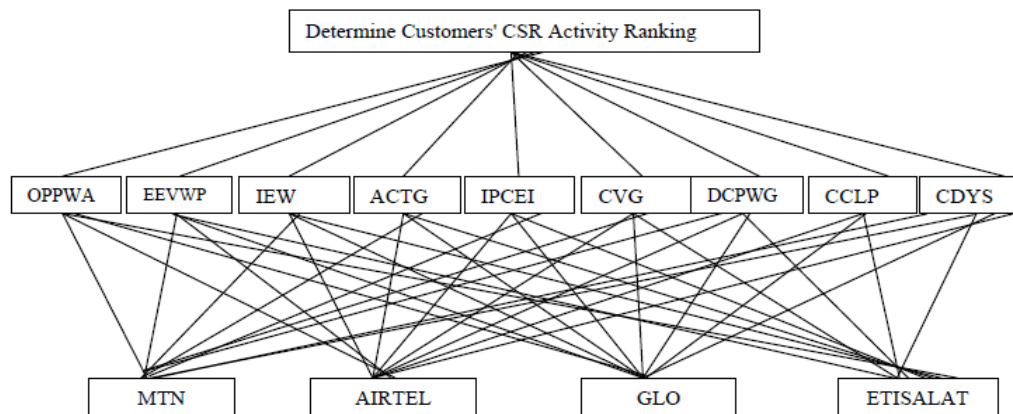 Determine Customers' CSR Activity Ranking
OPPWA EEVWP IEW ACTG IPCEI CVG DCPWG CCLP CDYS
MTN AIRTEL GLO ETISALAT